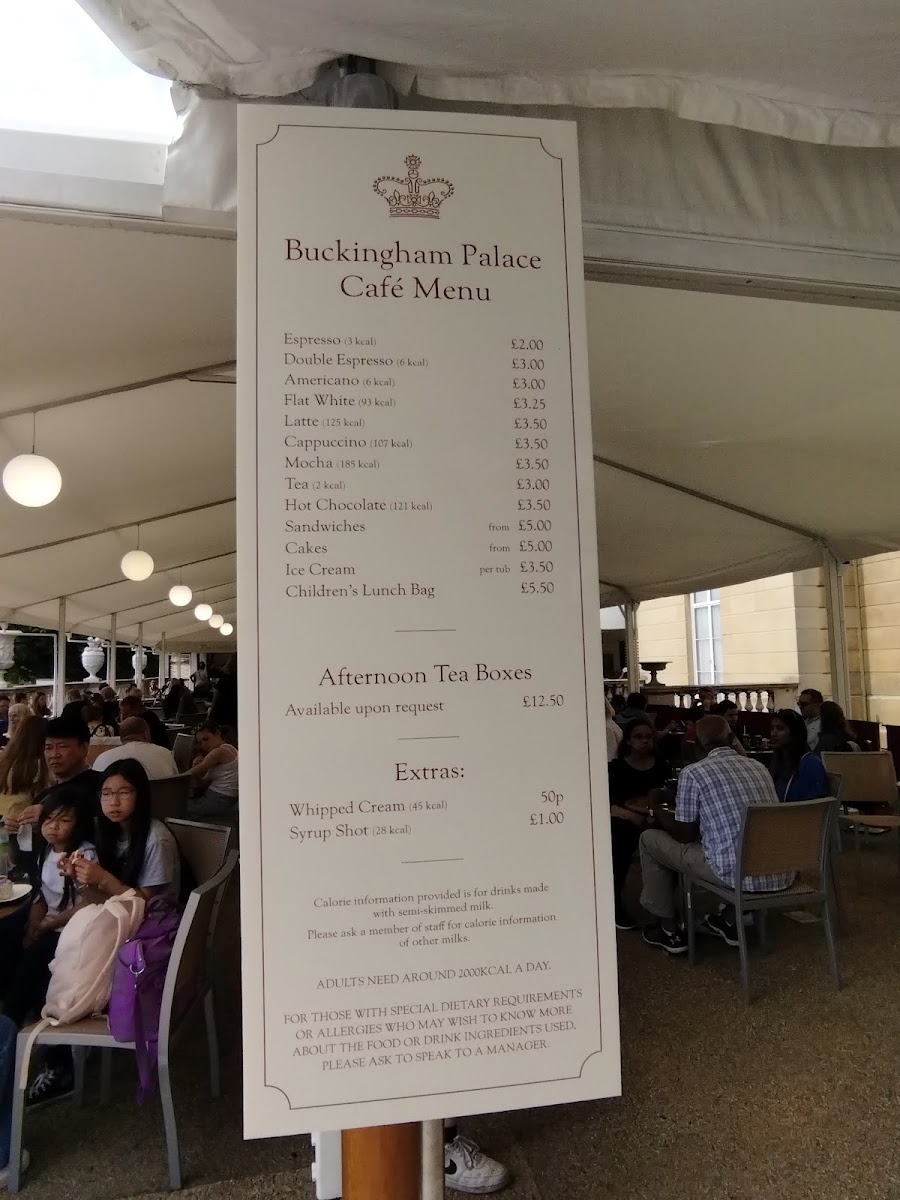 Buckingham Palace
Café Menu
Espresso (3 kcal) £2.00
Double Espresso (6 kcal) £3.00
Americano (6 kcal) £3.00
Flat White (93 kcal) £3.25
Latte (125 kcal) £3.50
Cappuccino (107 kcal) £3.50
Mocha (185 kcal) £3.50
Tea (2 kcal) £3.00
Hot Chocolate (121 kcal) £3.50
Sandwiches from £5.00
Cakes from £5.00
Ice Cream per tub £3.50
Children's Lunch Bag £5.50
Afternoon Tea Boxes
Available upon request £12.50
Extras:
Whipped Cream (45 kcal) 50p
Syrup Shot (28 kcal) £1.00
Calorie information provided is for drinks made
with semi-skimmed milk.
Please ask a member of staff for calorie information
of other milks.
ADULTS NEED AROUND 2000KCAL A DAY.
FOR THOSE WITH SPECIAL DIETARY REQUIREMENTS
OR ALLERGIES WHO MAY WISH TO KNOW MORE
ABOUT THE FOOD OR DRINK INGREDIENTS USED,
PLEASE ASK TO SPEAK TO A MANAGER.